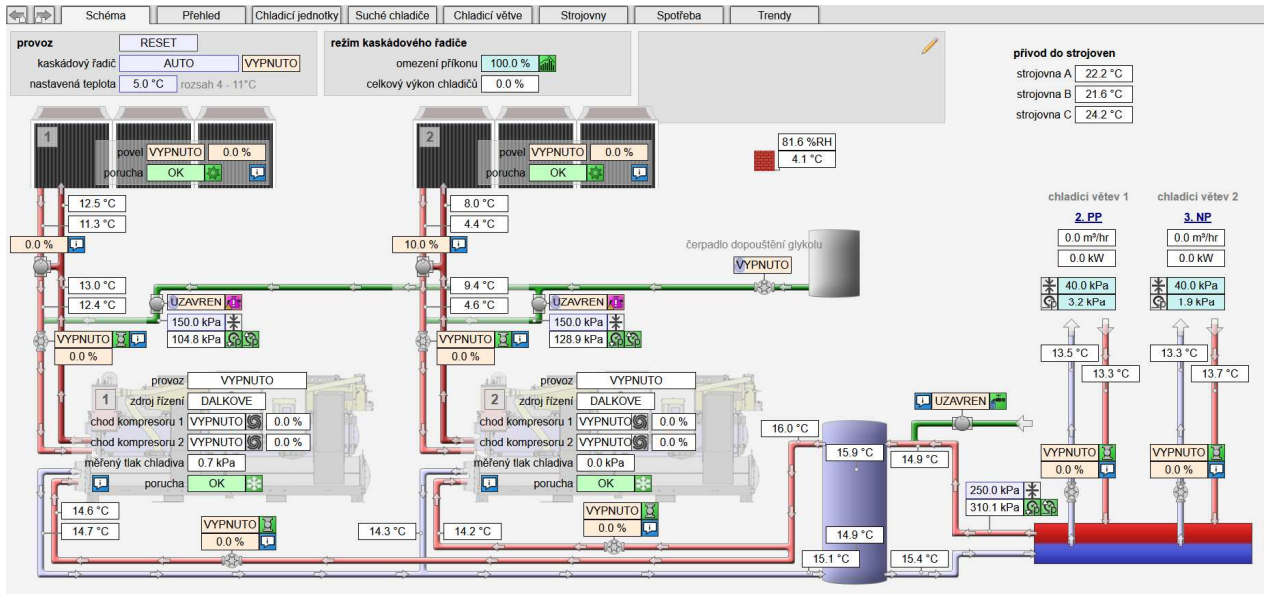 Schéma Přehled Chladicí jednotky Suché chladiče Chladicí větve Strojovny Spotřeba Trendy
provoz RESET
kaskádový řadič AUTO VYPNUTO
nastavená teplota 5.0 °C rozsah 4 - 11°C
režim kaskádového řadiče
omezení příkonu 100.0 %
celkový výkon chladičů 0.0 %
přívod do strojoven
strojovna A 22.2 °C
strojovna B 21.6 °C
strojovna C 24.2 °C
1
povel VYPNUTO 0.0 %
porucha OK
2
povel VYPNUTO 0.0 %
porucha OK
81.6 %RH
4.1 °C
12.5 °C
11.3 °C
0.0 %
13.0 °C
12.4 °C
UZAVREN
150.0 kPa
104.8 kPa
VYPNUTO
0.0 %
8.0 °C
4.4 °C
10.0 %
9.4 °C
4.6 °C
UZAVREN
150.0 kPa
128.9 kPa
VYPNUTO
0.0 %
čerpadlo dopouštění glykolu
VYPNUTO
chladicí větev 1
2. PP
0.0 m³/hr
0.0 kW
40.0 kPa
3.2 kPa
13.5 °C
13.3 °C
VYPNUTO
0.0 %
chladicí větev 2
3. NP
0.0 m³/hr
0.0 kW
40.0 kPa
1.9 kPa
13.3 °C
13.7 °C
VYPNUTO
0.0 %
1
provoz VYPNUTO
zdroj řízení DALKOVE
chod kompresoru 1 VYPNUTO 0.0 %
chod kompresoru 2 VYPNUTO 0.0 %
měřený tlak chladiva 0.7 kPa
porucha OK
14.6 °C
14.7 °C
VYPNUTO
0.0 %
2
provoz VYPNUTO
zdroj řízení DALKOVE
chod kompresoru 1 VYPNUTO 0.0 %
chod kompresoru 2 VYPNUTO 0.0 %
měřený tlak chladiva 0.0 kPa
porucha OK
14.3 °C
14.2 °C
VYPNUTO
0.0 %
16.0 °C
15.9 °C
14.9 °C
14.9 °C
15.1 °C
15.4 °C
UZAVREN
250.0 kPa
310.1 kPa